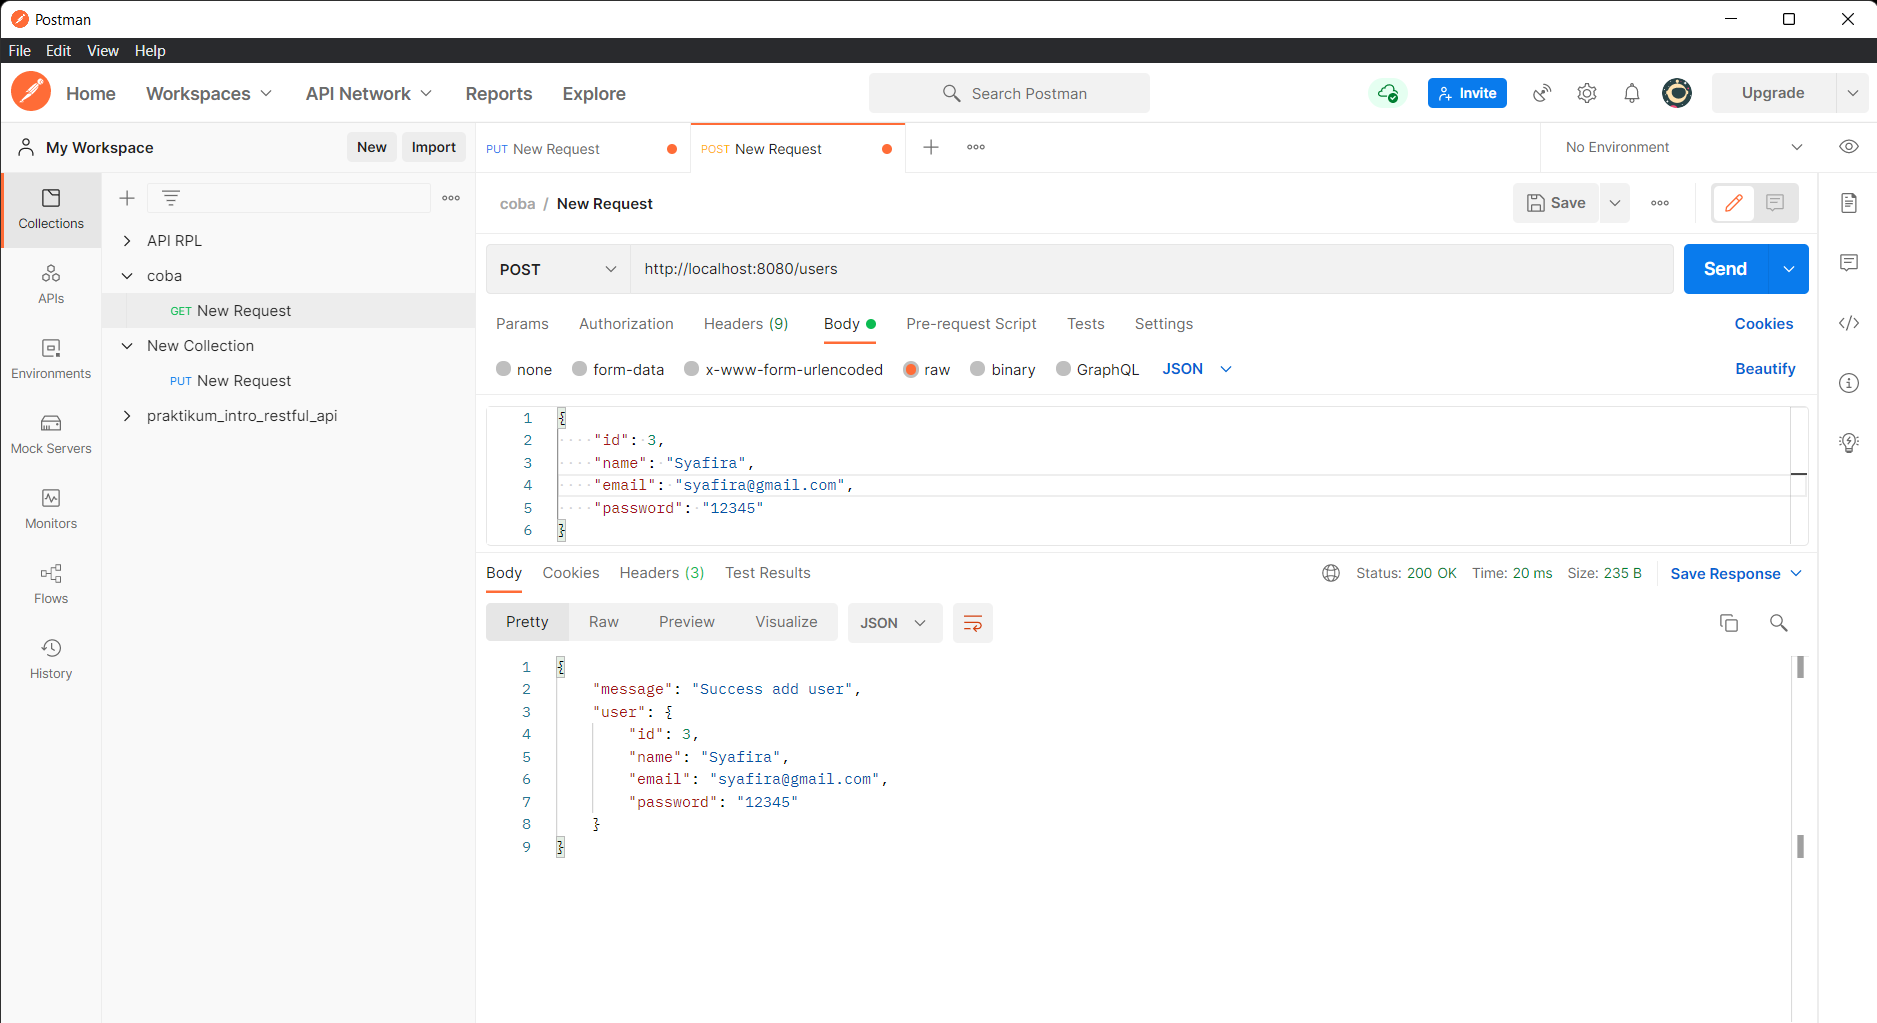 Postman
File Edit View Help
Home Workspaces API Network Reports Explore Search Postman Invite Upgrade
My Workspace New Import PUT New Request POST New Request No Environment
Collections
APIs
Environments
Mock Servers
Monitors
Flows
History
API RPL
coba
GET New Request
New Collection
PUT New Request
praktikum_intro_restful_api
coba / New Request Save
POST http://localhost:8080/users Send
Params Authorization Headers (9) Body Pre-request Script Tests Settings Cookies
none form-data x-www-form-urlencoded raw binary GraphQL JSON Beautify
1 {
2 "id": 3,
3 "name": "Syafira",
4 "email": "syafira@gmail.com",
5 "password": "12345"
6 }
Body Cookies Headers (3) Test Results Status: 200 OK Time: 20 ms Size: 235 B Save Response
Pretty Raw Preview Visualize JSON
1 {
2 "message": "Success add user",
3 "user": {
4 "id": 3,
5 "name": "Syafira",
6 "email": "syafira@gmail.com",
7 "password": "12345"
8 }
9 }